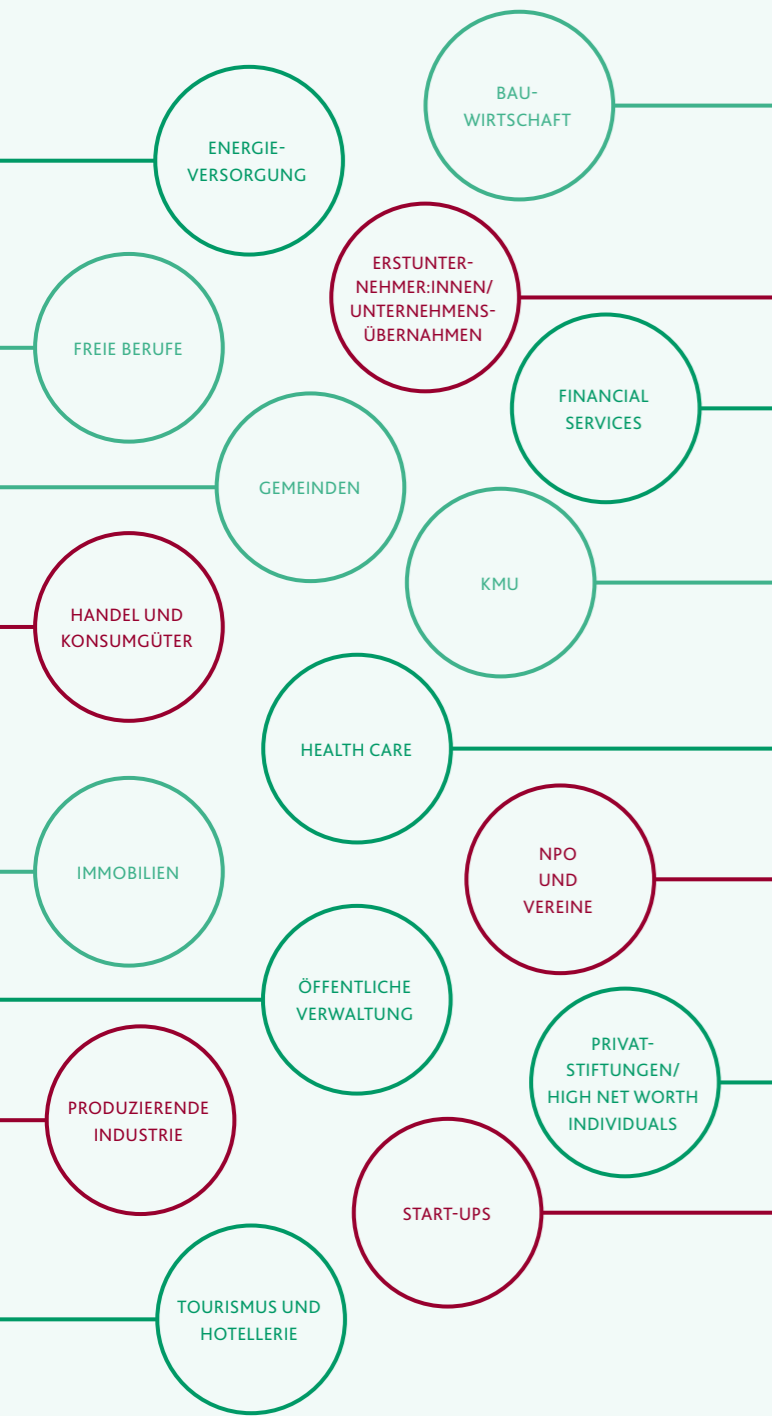 BAU-
WIRTSCHAFT
ENERGIE-
VERSORGUNG
ERSTUNTER-
NEHMER:INNEN/
UNTERNEHMENS-
ÜBERNAHMEN
FREIE BERUFE
FINANCIAL
SERVICES
GEMEINDEN
KMU
HANDEL UND
KONSUMGÜTER
HEALTH CARE
NPO
UND
VEREINE
IMMOBILIEN
ÖFFENTLICHE
VERWALTUNG
PRIVAT-
STIFTUNGEN/
HIGH NET WORTH
INDIVIDUALS
PRODUZIERENDE
INDUSTRIE
START-UPS
TOURISMUS UND
HOTELLERIE